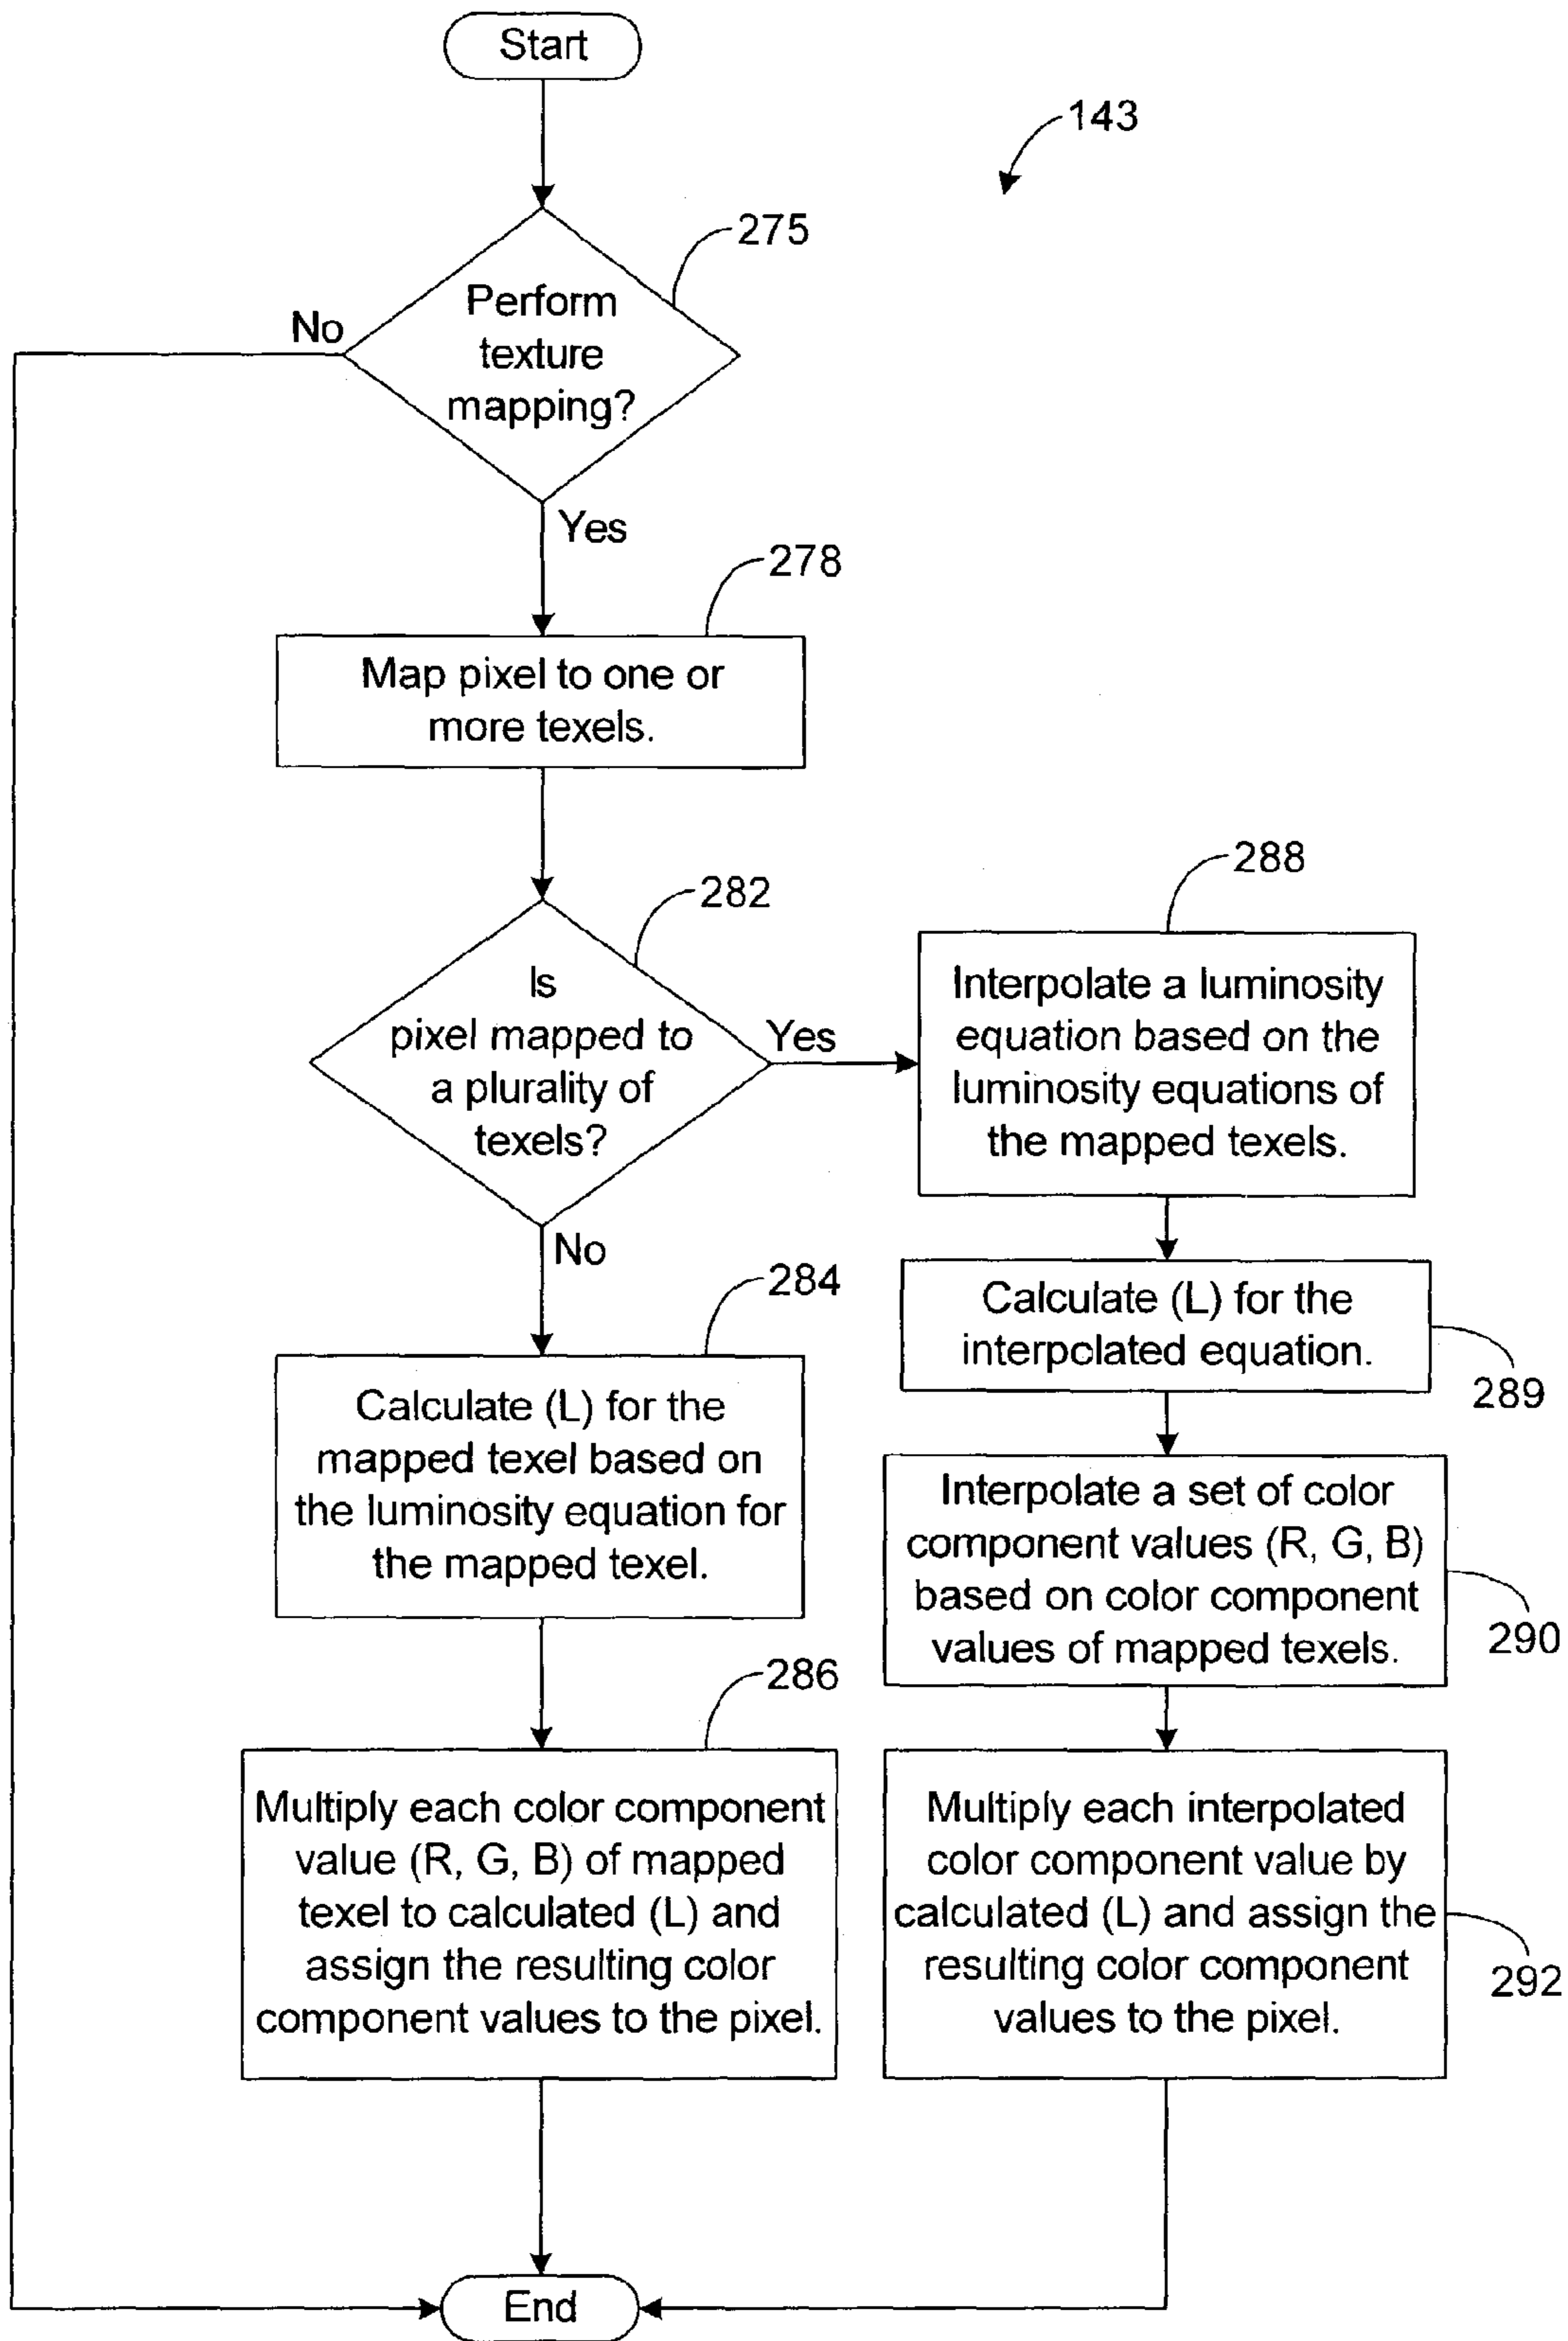 Start
143
275
Perform
texture
mapping?
No
Yes
278
Map pixel to one or
more texels.
282
Is
pixel mapped to
a plurality of
texels?
Yes
No
288
Interpolate a luminosity
equation based on the
luminosity equations of
the mapped texels.
284
Calculate (L) for the
mapped texel based on
the luminosity equation for
the mapped texel.
Calculate (L) for the
interpolated equation.
289
Interpolate a set of color
component values (R, G, B)
based on color component
values of mapped texels.
290
286
Multiply each color component
value (R, G, B) of mapped
texel to calculated (L) and
assign the resulting color
component values to the pixel.
Multiply each interpolated
color component value by
calculated (L) and assign the
resulting color component
values to the pixel.
292
End